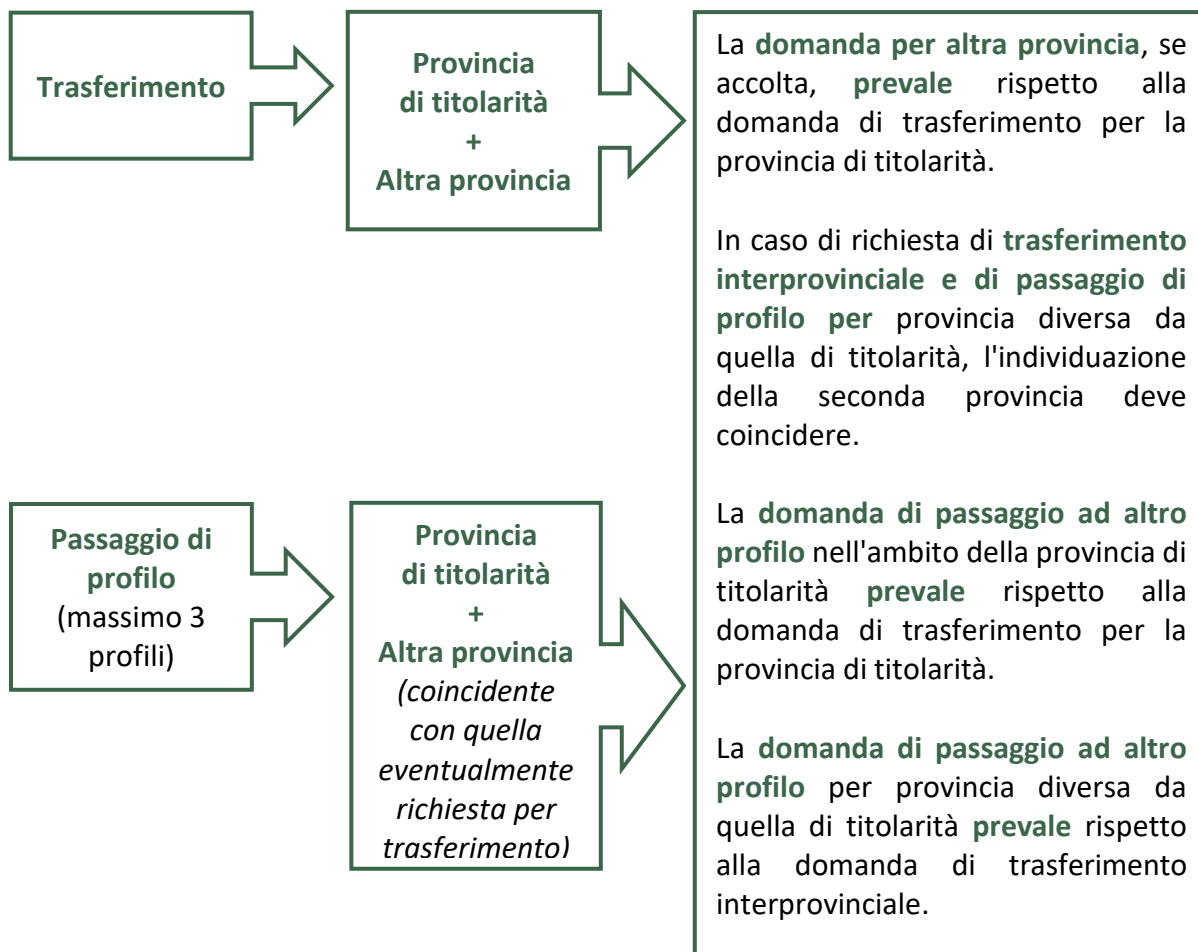 Trasferimento
Provincia
di titolarità
+
Altra provincia
La domanda per altra provincia, se
accolta, prevale rispetto alla
domanda di trasferimento per la
provincia di titolarità.
In caso di richiesta di trasferimento
interprovinciale e di passaggio di
profilo per provincia diversa da
quella di titolarità, l'individuazione
della seconda provincia deve
coincidere.
Passaggio di
profilo
(massimo 3
profili)
Provincia
di titolarità
+
Altra provincia
(coincidente
con quella
eventualmente
richiesta per
trasferimento)
La domanda di passaggio ad altro
profilo nell'ambito della provincia di
titolarità prevale rispetto alla
domanda di trasferimento per la
provincia di titolarità.
La domanda di passaggio ad altro
profilo per provincia diversa da
quella di titolarità prevale rispetto
alla domanda di trasferimento
interprovinciale.